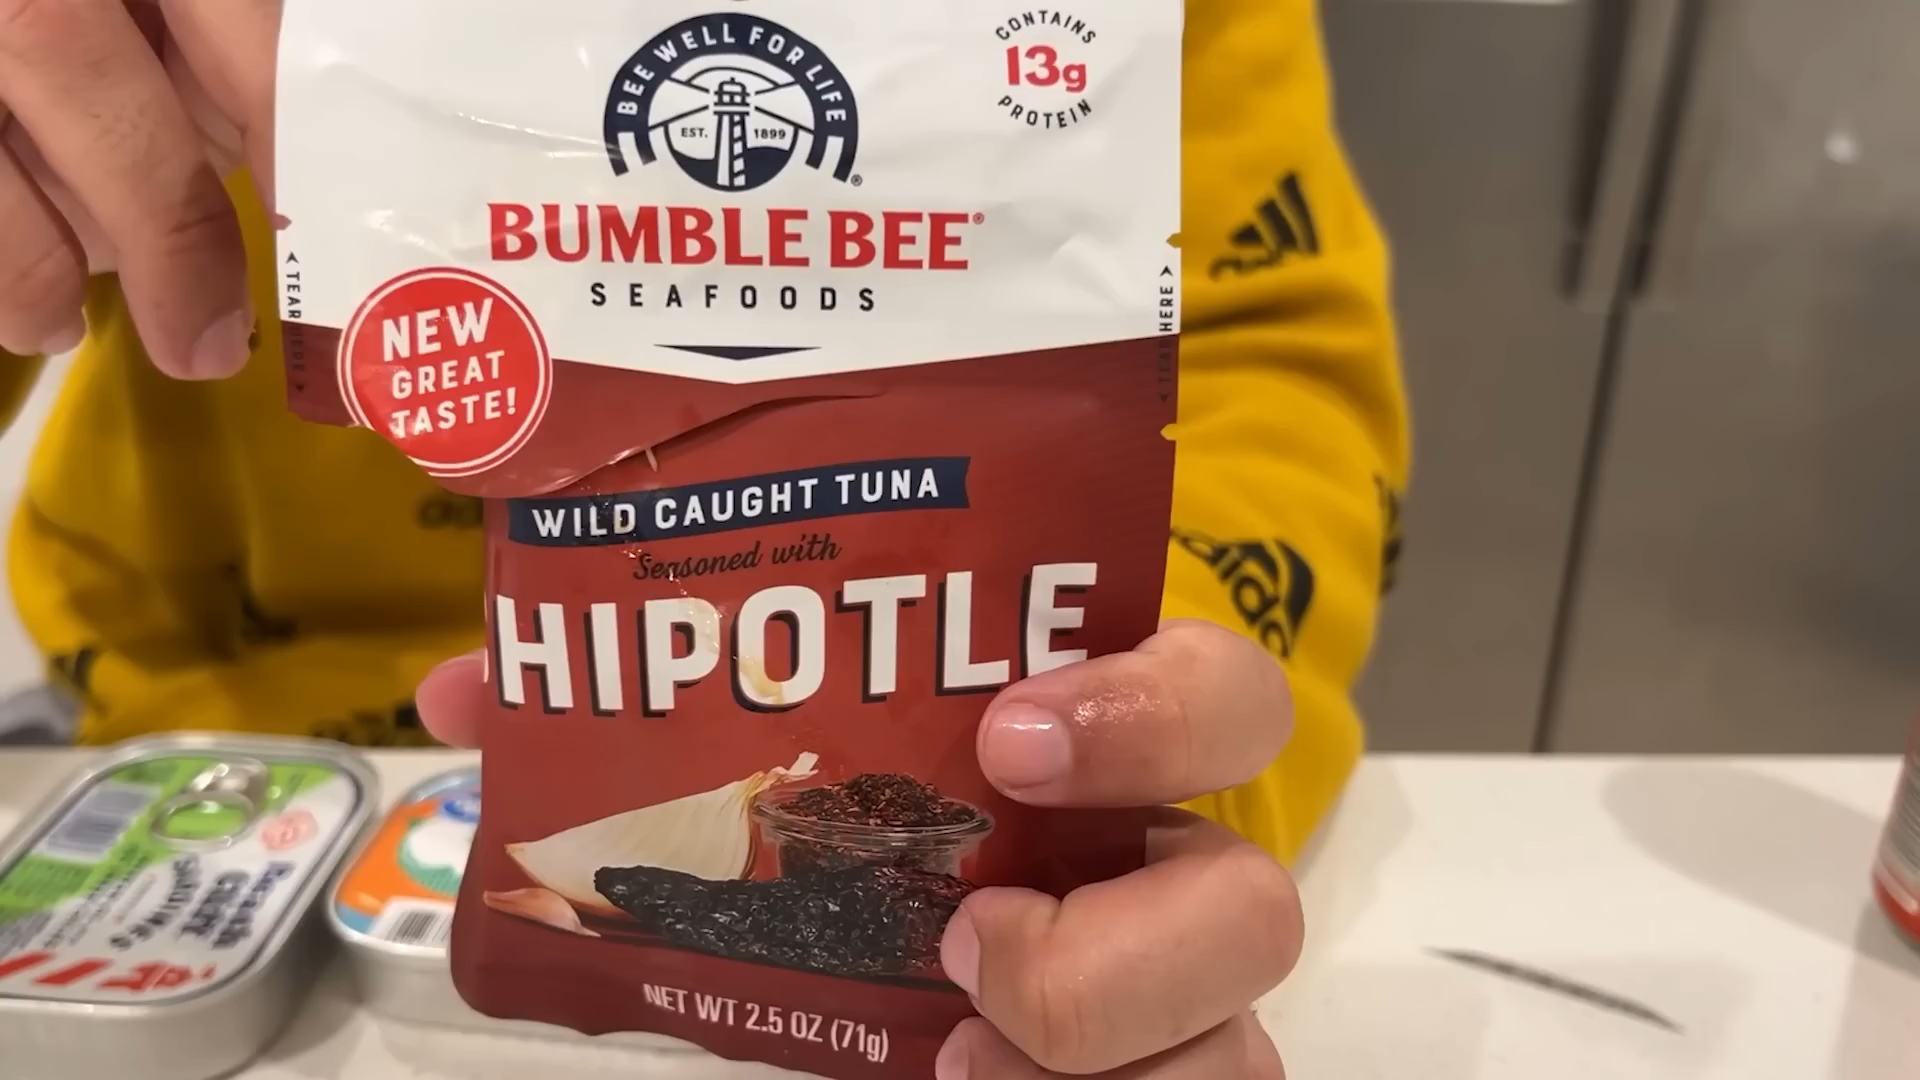 BEE WELL FOR LIFE
EST. 1899
CONTAINS
13g
PROTEIN
BUMBLE BEE®
SEAFOODS
TEAR HERE
TEAR HERE
NEW
GREAT
TASTE!
WILD CAUGHT TUNA
Seasoned with
HIPOTLE
NET WT 2.5 OZ (71g)
adidas